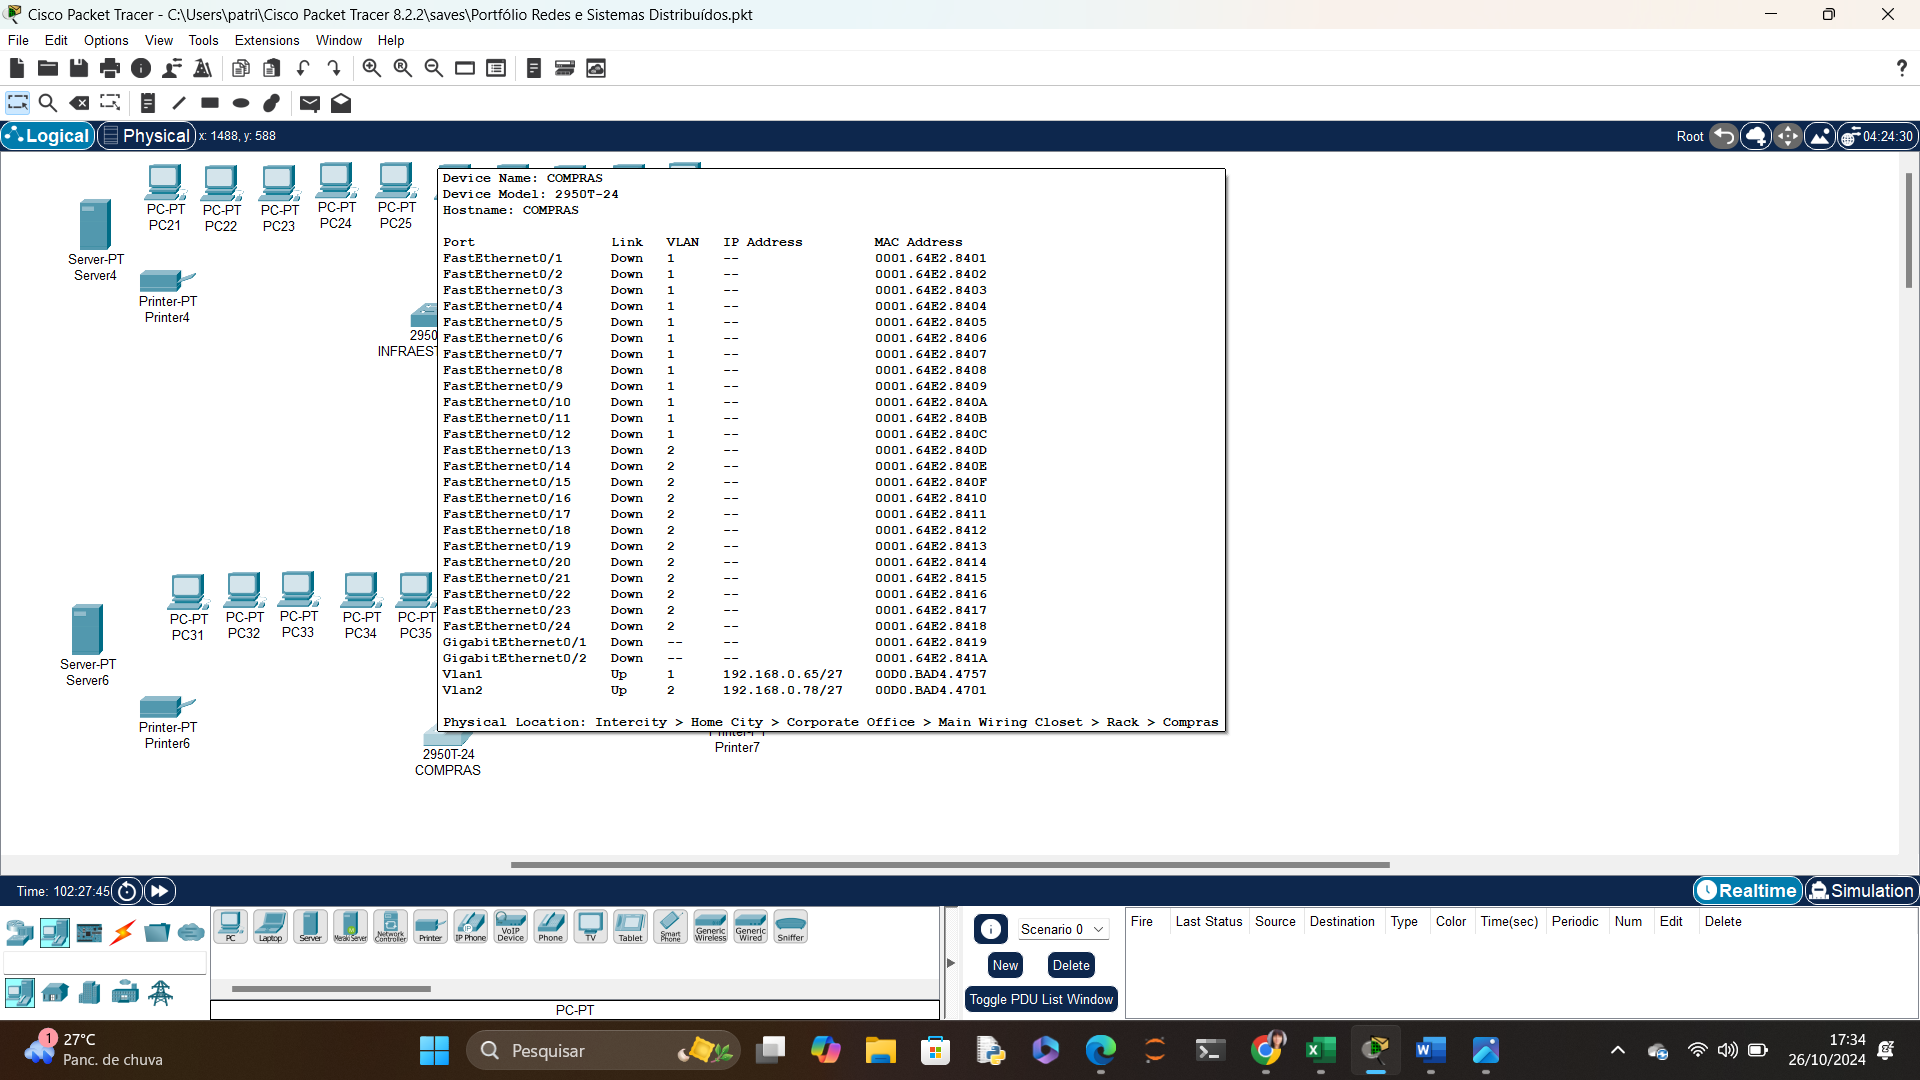 Cisco Packet Tracer - C:\Users\patri\Cisco Packet Tracer 8.2.2\saves\Portfólio Redes e Sistemas Distribuídos.pkt
File Edit Options View Tools Extensions Window Help
Logical Physical x: 1488, y: 588 Root 04:24:30
PC-PT PC-PT PC-PT PC-PT PC-PT
PC21 PC22 PC23 PC24 PC25
Server-PT
Server4
Printer-PT
Printer4
2950
INFRAEST
Device Name: COMPRAS
Device Model: 2950T-24
Hostname: COMPRAS
Port Link VLAN IP Address MAC Address
FastEthernet0/1 Down 1 -- 0001.64E2.8401
FastEthernet0/2 Down 1 -- 0001.64E2.8402
FastEthernet0/3 Down 1 -- 0001.64E2.8403
FastEthernet0/4 Down 1 -- 0001.64E2.8404
FastEthernet0/5 Down 1 -- 0001.64E2.8405
FastEthernet0/6 Down 1 -- 0001.64E2.8406
FastEthernet0/7 Down 1 -- 0001.64E2.8407
FastEthernet0/8 Down 1 -- 0001.64E2.8408
FastEthernet0/9 Down 1 -- 0001.64E2.8409
FastEthernet0/10 Down 1 -- 0001.64E2.840A
FastEthernet0/11 Down 1 -- 0001.64E2.840B
FastEthernet0/12 Down 1 -- 0001.64E2.840C
FastEthernet0/13 Down 2 -- 0001.64E2.840D
FastEthernet0/14 Down 2 -- 0001.64E2.840E
FastEthernet0/15 Down 2 -- 0001.64E2.840F
FastEthernet0/16 Down 2 -- 0001.64E2.8410
FastEthernet0/17 Down 2 -- 0001.64E2.8411
FastEthernet0/18 Down 2 -- 0001.64E2.8412
FastEthernet0/19 Down 2 -- 0001.64E2.8413
FastEthernet0/20 Down 2 -- 0001.64E2.8414
FastEthernet0/21 Down 2 -- 0001.64E2.8415
FastEthernet0/22 Down 2 -- 0001.64E2.8416
FastEthernet0/23 Down 2 -- 0001.64E2.8417
FastEthernet0/24 Down 2 -- 0001.64E2.8418
GigabitEthernet0/1 Down -- -- 0001.64E2.8419
GigabitEthernet0/2 Down -- -- 0001.64E2.841A
Vlan1 Up 1 192.168.0.65/27 00D0.BAD4.4757
Vlan2 Up 2 192.168.0.78/27 00D0.BAD4.4701
Physical Location: Intercity > Home City > Corporate Office > Main Wiring Closet > Rack > Compras
PC-PT PC-PT PC-PT PC-PT PC-PT
PC31 PC32 PC33 PC34 PC35
Server-PT
Server6
Printer-PT
Printer6
2950T-24
COMPRAS
Printer-PT
Printer7
Time: 102:27:45 Realtime Simulation
PC Laptop Server Meraki Server Network Controller Printer IP Phone VoIP Device Phone TV Tablet Smart Phone Generic Wireless Generic Wired Sniffer
PC-PT
Scenario 0
New Delete
Toggle PDU List Window
Fire Last Status Source Destination Type Color Time(sec) Periodic Num Edit Delete
1
27°C
Panc. de chuva
Pesquisar
17:34
26/10/2024